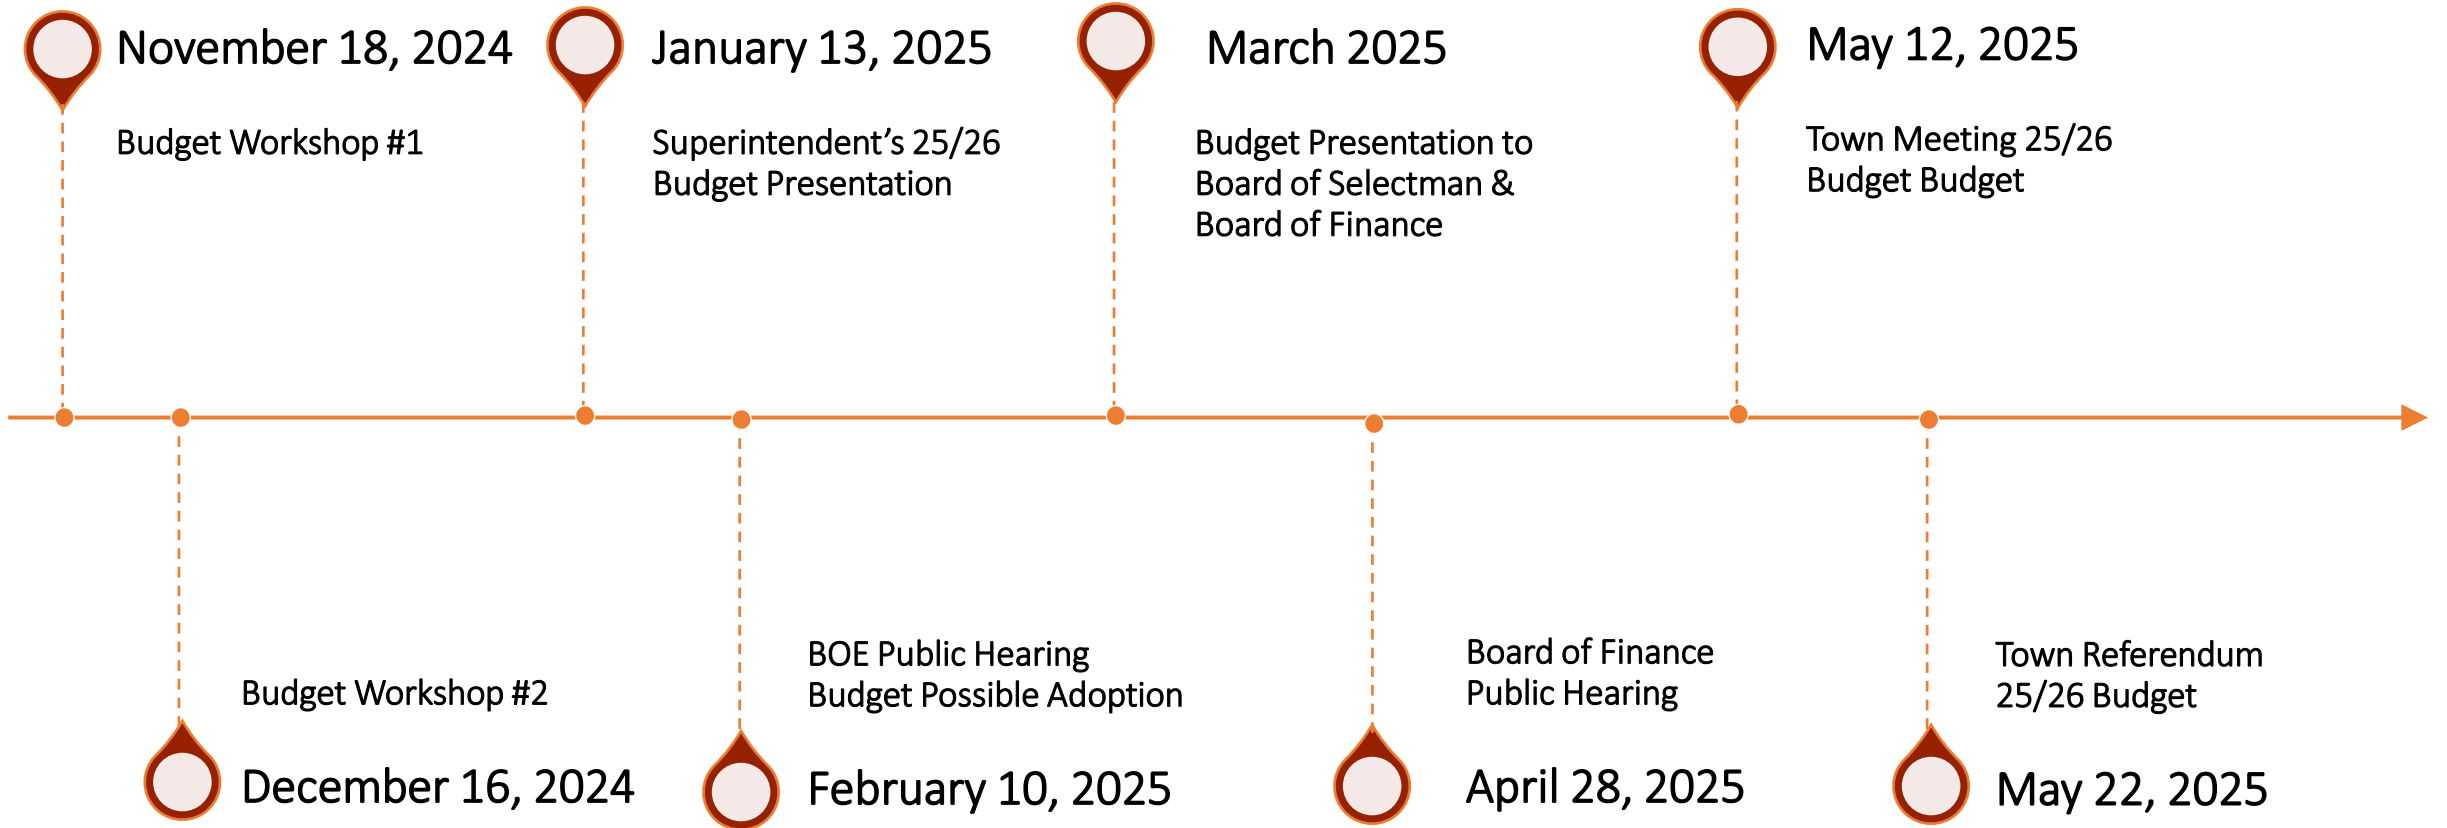 November 18, 2024
Budget Workshop #1
January 13, 2025
Superintendent’s 25/26
Budget Presentation
March 2025
Budget Presentation to
Board of Selectman &
Board of Finance
May 12, 2025
Town Meeting 25/26
Budget Budget
Budget Workshop #2
December 16, 2024
BOE Public Hearing
Budget Possible Adoption
February 10, 2025
Board of Finance
Public Hearing
April 28, 2025
Town Referendum
25/26 Budget
May 22, 2025